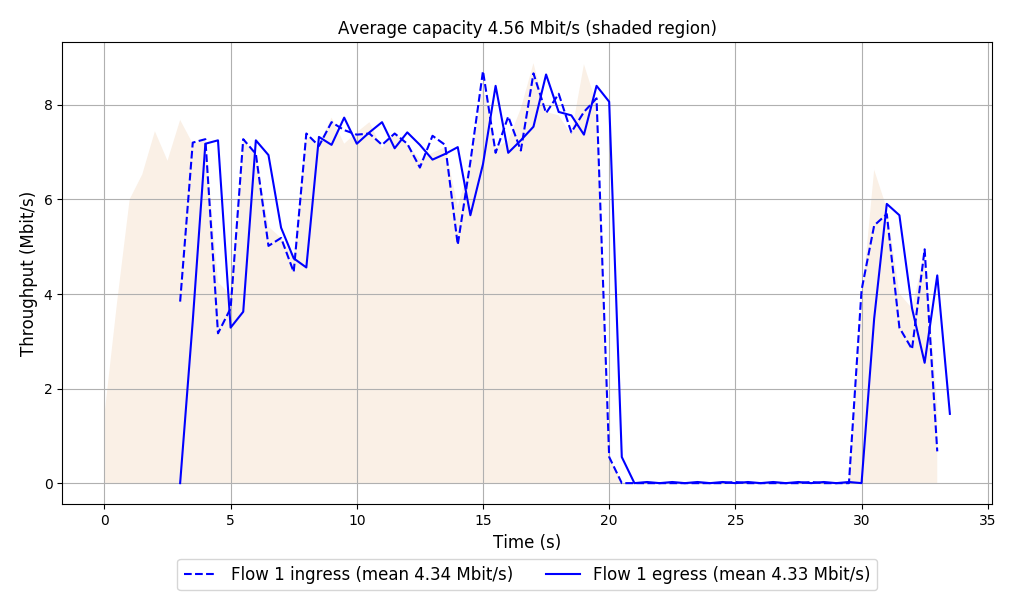 Average capacity 4.56 Mbit/s (shaded region)
Throughput (Mbit/s)
8
6
4
2
0
0 5 10 15 20 25 30 35
Time (s)
Flow 1 ingress (mean 4.34 Mbit/s) Flow 1 egress (mean 4.33 Mbit/s)